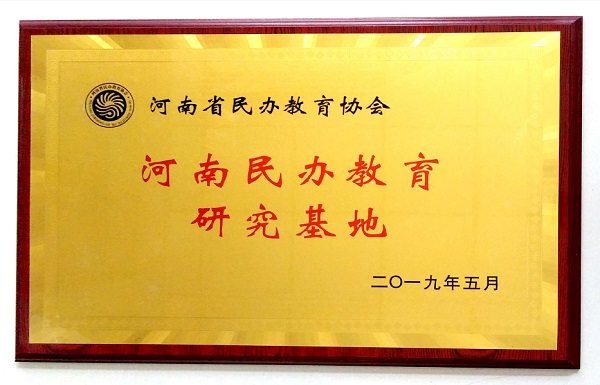 河南省民办教育协会
河南民办教育
研究基地
二〇一九年五月